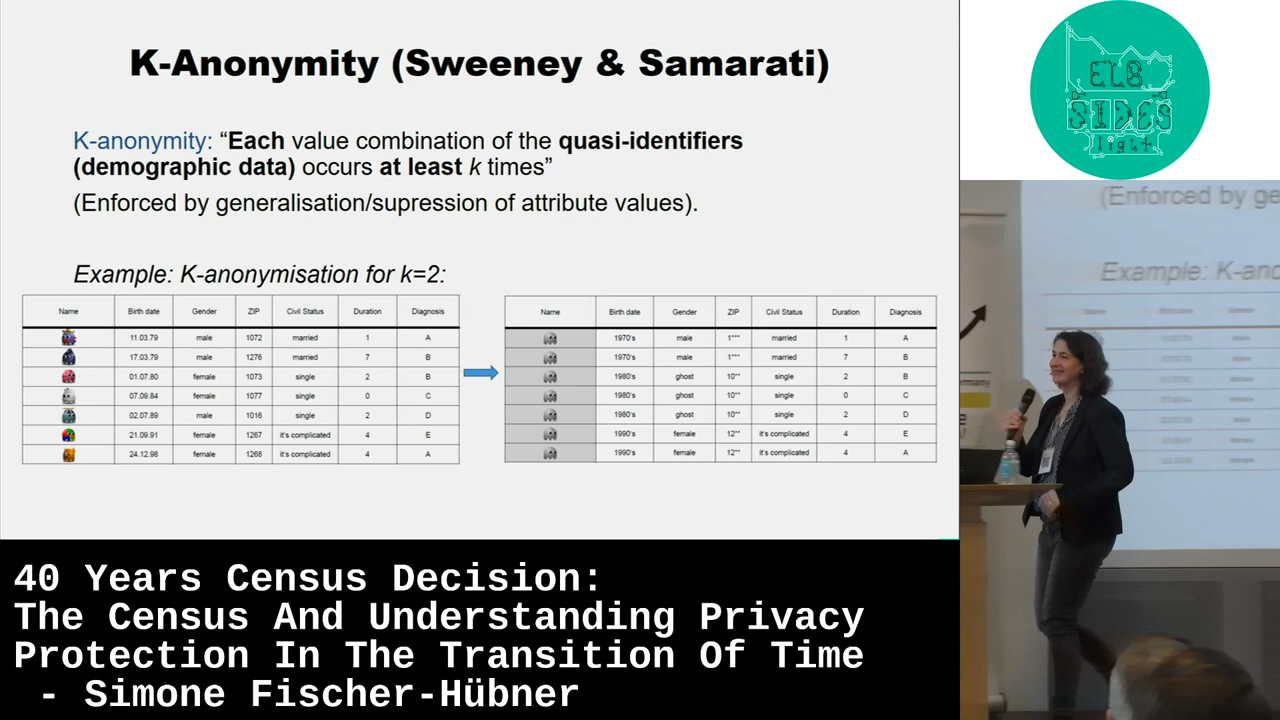 K-Anonymity (Sweeney & Samarati)
K-anonymity: “Each value combination of the quasi-identifiers
(demographic data) occurs at least k times”
(Enforced by generalisation/supression of attribute values).
Example: K-anonymisation for k=2:
Name Birth date Gender ZIP Civil Status Duration Diagnosis
11.03.79 male 1072 married 1 A
17.03.79 male 1276 married 7 B
01.07.80 female 1073 single 2 B
07.09.84 female 1077 single 0 C
02.07.89 male 1016 single 2 D
21.09.91 female 1267 it's complicated 4 E
24.12.98 female 1268 it's complicated 4 A
Name Birth date Gender ZIP Civil Status Duration Diagnosis
1970's male 1*** married 1 A
1970's male 1*** married 7 B
1980's ghost 10** single 2 B
1980's ghost 10** single 0 C
1980's ghost 10** single 2 D
1990's female 12** it's complicated 4 E
1990's female 12** it's complicated 4 A
ELB
SIDES
light
(Enforced by ge
Example: K-ano
40 Years Census Decision:
The Census And Understanding Privacy
Protection In The Transition Of Time
- Simone Fischer-Hübner